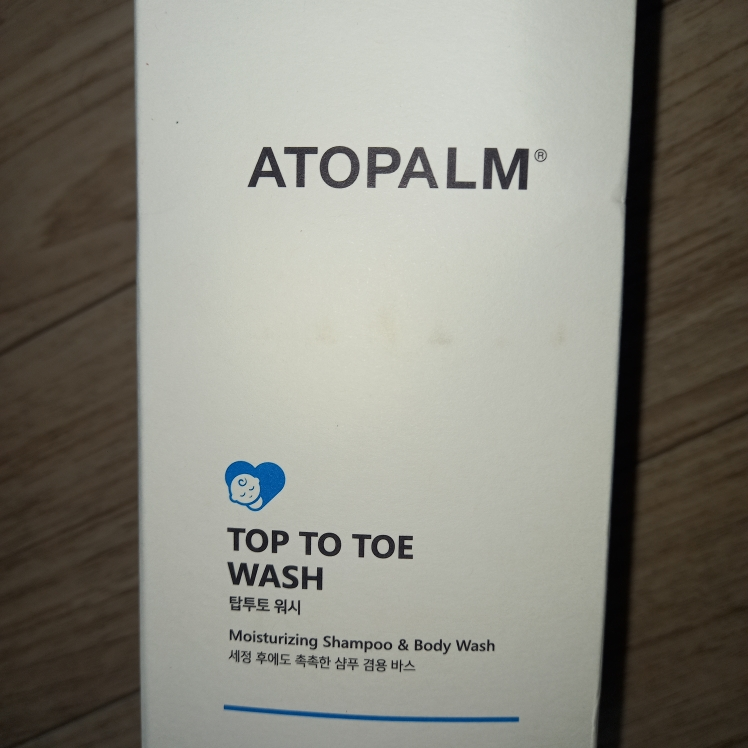 ATOPALM®
TOP TO TOE
WASH
탑투토 워시
Moisturizing Shampoo & Body Wash
세정 후에도 촉촉한 샴푸 겸용 바스